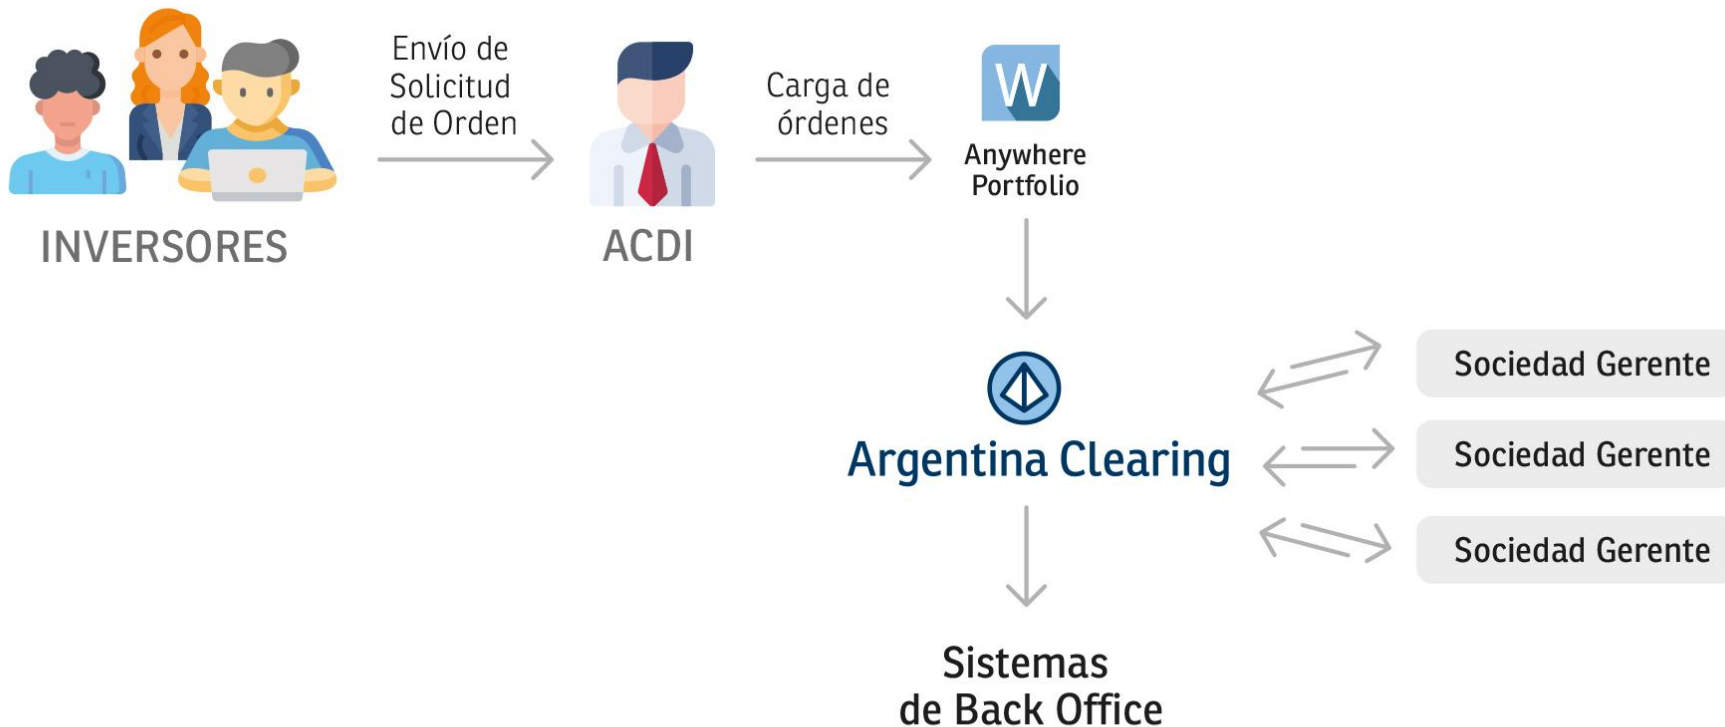 Envío de
Solicitud
de Orden
Carga de
órdenes
W
Anywhere
Portfolio
INVERSORES
ACDI
Argentina Clearing
Sociedad Gerente
Sociedad Gerente
Sociedad Gerente
Sistemas
de Back Office